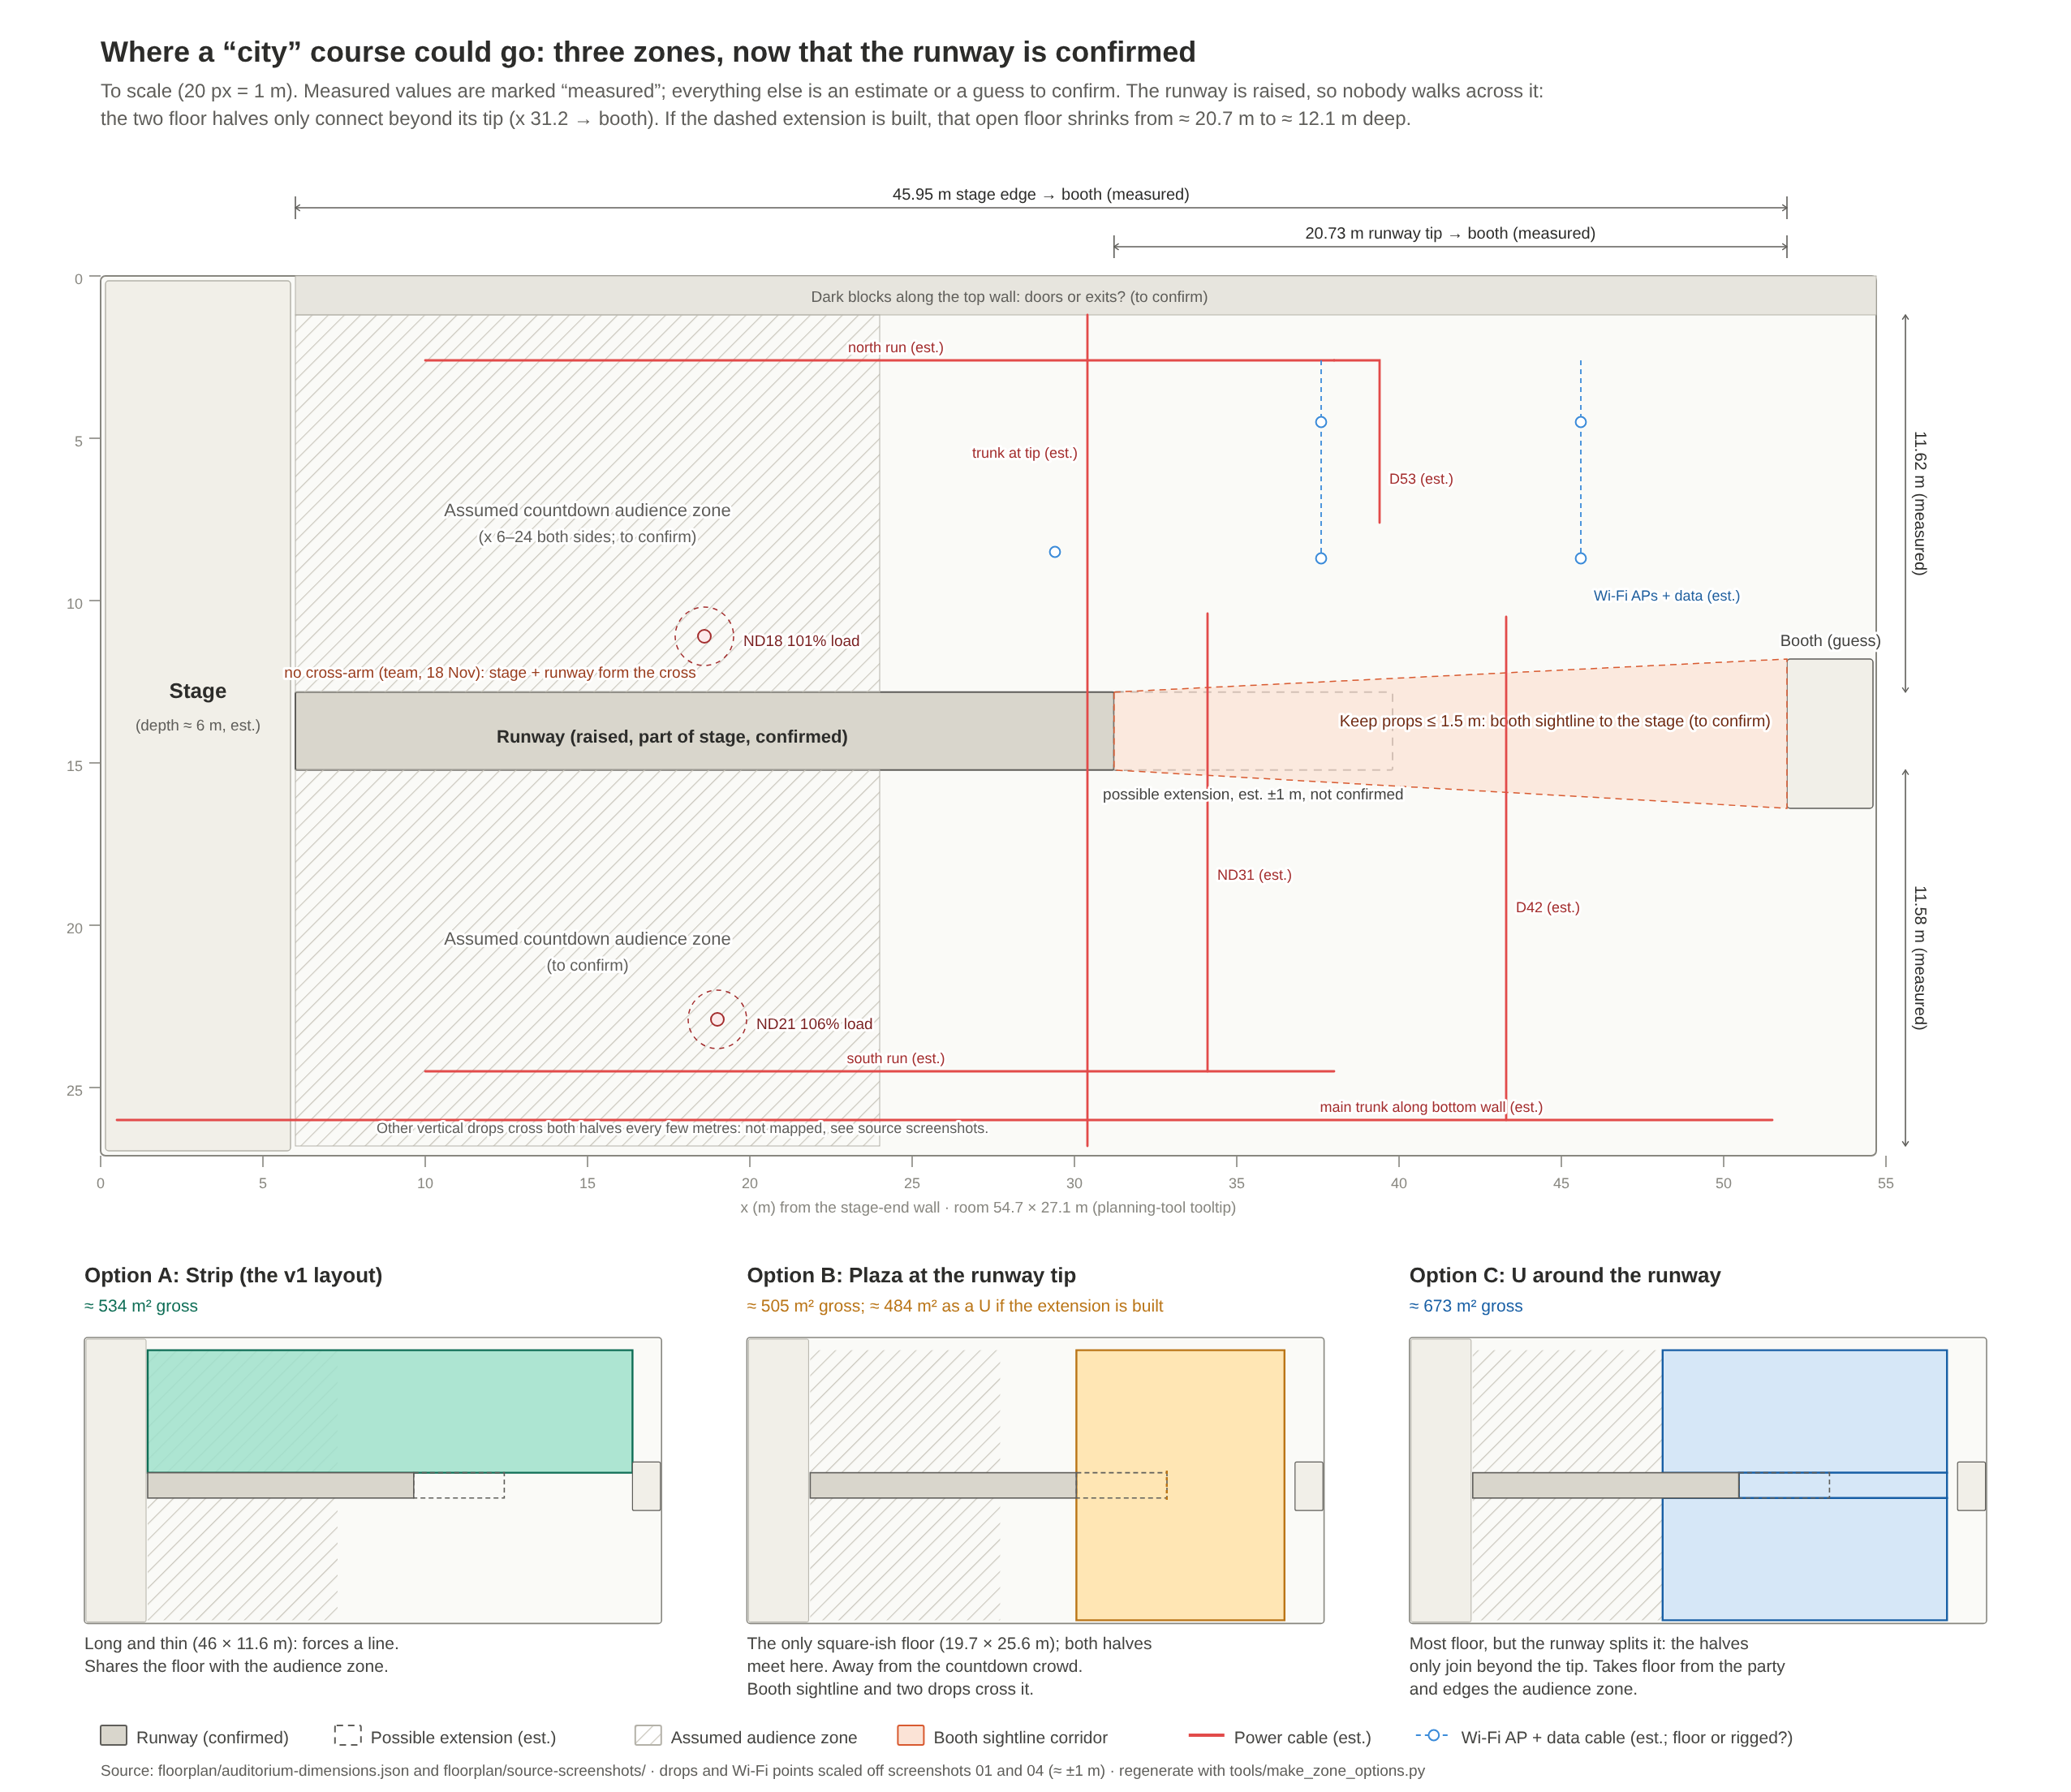 Where a “city” course could go: three zones, now that the runway is confirmed
To scale (20 px = 1 m). Measured values are marked “measured”; everything else is an estimate or a guess to confirm. The runway is raised, so nobody walks across it:
the two floor halves only connect beyond its tip (x 31.2 → booth). If the dashed extension is built, that open floor shrinks from ≈ 20.7 m to ≈ 12.1 m deep.
45.95 m stage edge → booth (measured)
20.73 m runway tip → booth (measured)
0
Dark blocks along the top wall: doors or exits? (to confirm)
north run (est.)
5
trunk at tip (est.)
D53 (est.)
11.62 m (measured)
Assumed countdown audience zone
(x 6–24 both sides; to confirm)
10
Wi-Fi APs + data (est.)
ND18 101% load
Booth (guess)
no cross-arm (team, 18 Nov): stage + runway form the cross
Stage
(depth ≈ 6 m, est.)
Keep props ≤ 1.5 m: booth sightline to the stage (to confirm)
Runway (raised, part of stage, confirmed)
15
possible extension, est. ±1 m, not confirmed
ND31 (est.)
D42 (est.)
11.58 m (measured)
20
Assumed countdown audience zone
(to confirm)
ND21 106% load
south run (est.)
25
main trunk along bottom wall (est.)
Other vertical drops cross both halves every few metres: not mapped, see source screenshots.
0 5 10 15 20 25 30 35 40 45 50 55
x (m) from the stage-end wall · room 54.7 × 27.1 m (planning-tool tooltip)
Option A: Strip (the v1 layout)
≈ 534 m² gross
Long and thin (46 × 11.6 m): forces a line.
Shares the floor with the audience zone.
Option B: Plaza at the runway tip
≈ 505 m² gross; ≈ 484 m² as a U if the extension is built
The only square-ish floor (19.7 × 25.6 m); both halves
meet here. Away from the countdown crowd.
Booth sightline and two drops cross it.
Option C: U around the runway
≈ 673 m² gross
Most floor, but the runway splits it: the halves
only join beyond the tip. Takes floor from the party
and edges the audience zone.
Runway (confirmed)
Possible extension (est.)
Assumed audience zone
Booth sightline corridor
Power cable (est.)
Wi-Fi AP + data cable (est.; floor or rigged?)
Source: floorplan/auditorium-dimensions.json and floorplan/source-screenshots/ · drops and Wi-Fi points scaled off screenshots 01 and 04 (≈ ±1 m) · regenerate with tools/make_zone_options.py